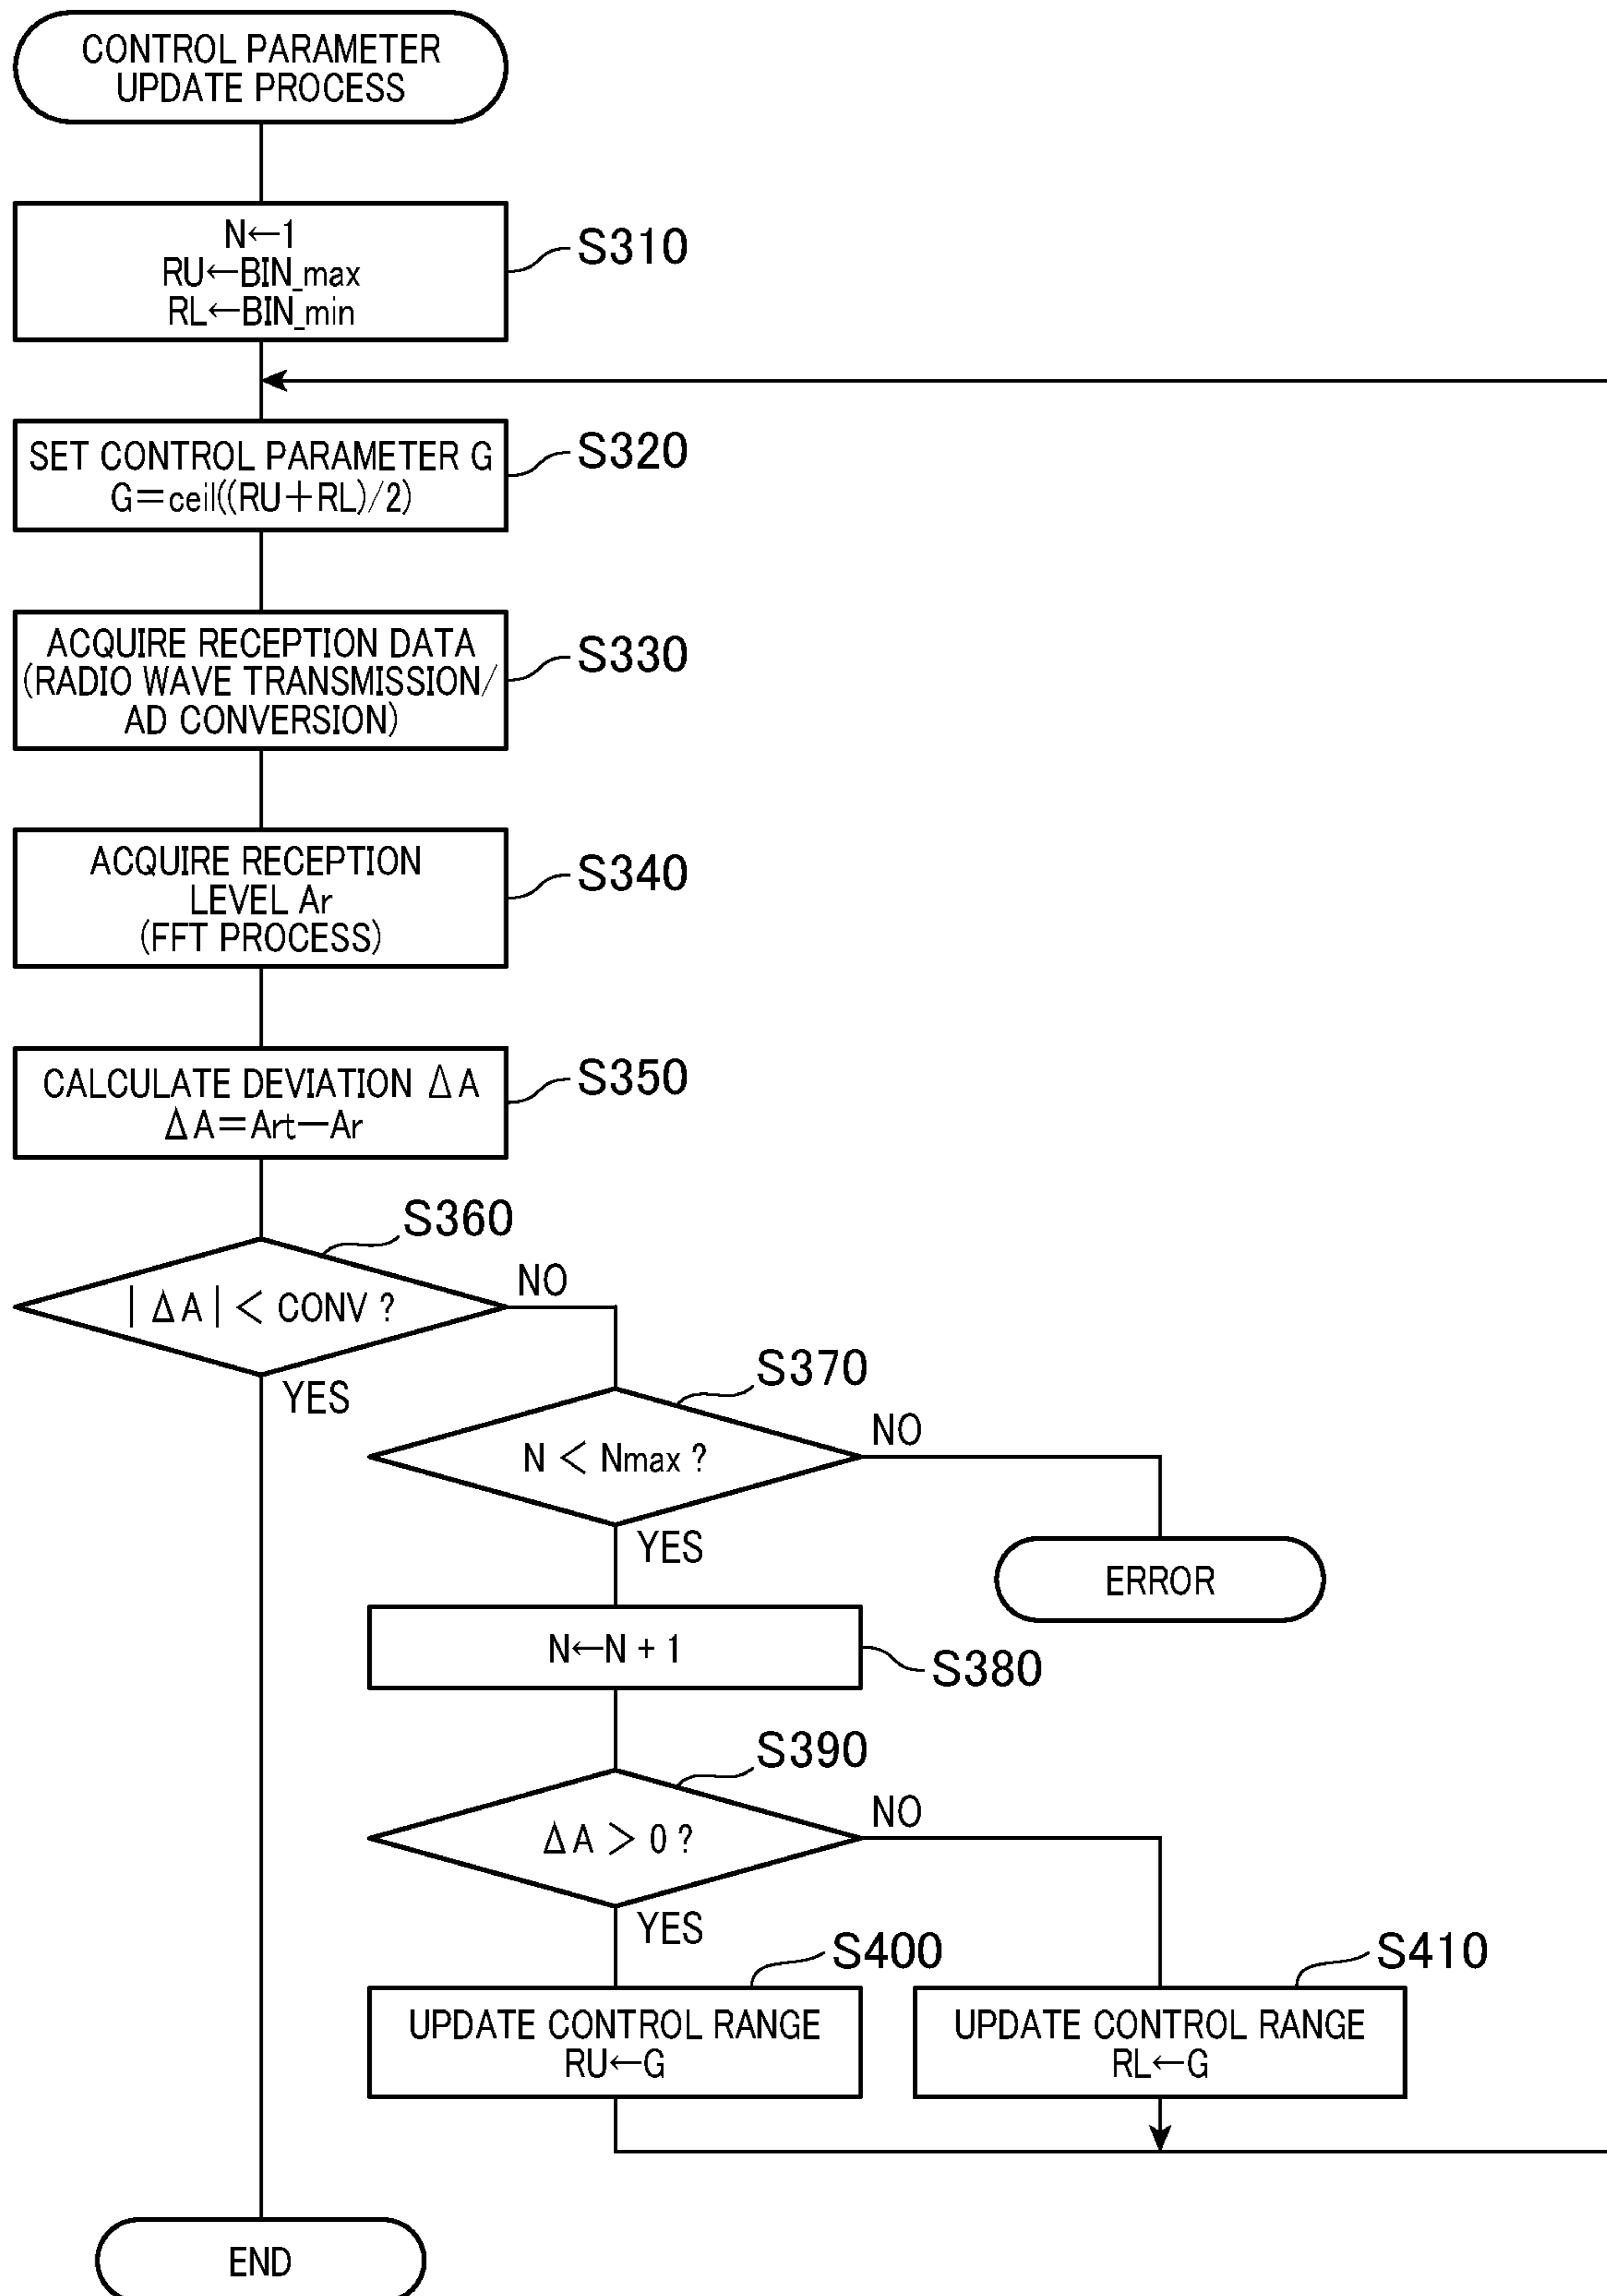 CONTROL PARAMETER
UPDATE PROCESS
N←1
RU←BIN_max
RL←BIN_min
S310
SET CONTROL PARAMETER G
G=ceil((RU+RL)/2)
S320
ACQUIRE RECEPTION DATA
(RADIO WAVE TRANSMISSION/
AD CONVERSION)
S330
ACQUIRE RECEPTION
LEVEL Ar
(FFT PROCESS)
S340
CALCULATE DEVIATION ΔA
ΔA=Art−Ar
S350
S360
|ΔA|< CONV ?
NO
YES
S370
N < Nmax ?
NO
YES
ERROR
N←N + 1
S380
S390
ΔA > 0 ?
NO
YES
S400
UPDATE CONTROL RANGE
RU←G
S410
UPDATE CONTROL RANGE
RL←G
END